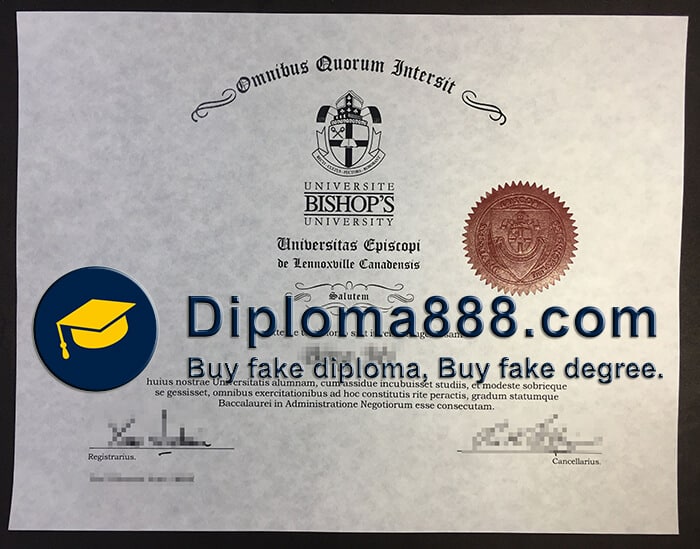 Omnibus Quorum Intersit
UNIVERSITE
BISHOP'S
UNIVERSITY
Universitas Episcopi
de Lennoxville Canadensis
Salutem
Diploma888.com
Buy fake diploma, Buy fake degree.
huius nostrae Universitatis alumnam, cum assidue incubuisset studiis, et modeste sobrieque
se gessisset, omnibus exercitationibus ad hoc constitutis rite peractis, gradum statumque
Baccalaurei in Administratione Negotiorum esse consecutam.
Registrarius.
Cancellarius.